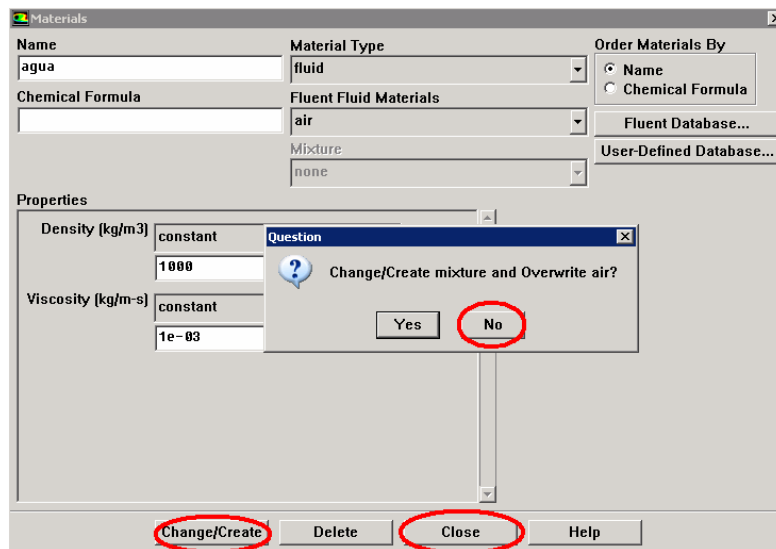 Materials
Name
Material Type
Order Materials By
agua
fluid
Name
Chemical Formula
Chemical Formula
Fluent Fluid Materials
air
Fluent Database...
Mixture
User-Defined Database...
none
Properties
Density (kg/m3)
constant
1000
Viscosity (kg/m-s)
constant
1e-03
Question
Change/Create mixture and Overwrite air?
Yes
No
Change/Create
Delete
Close
Help